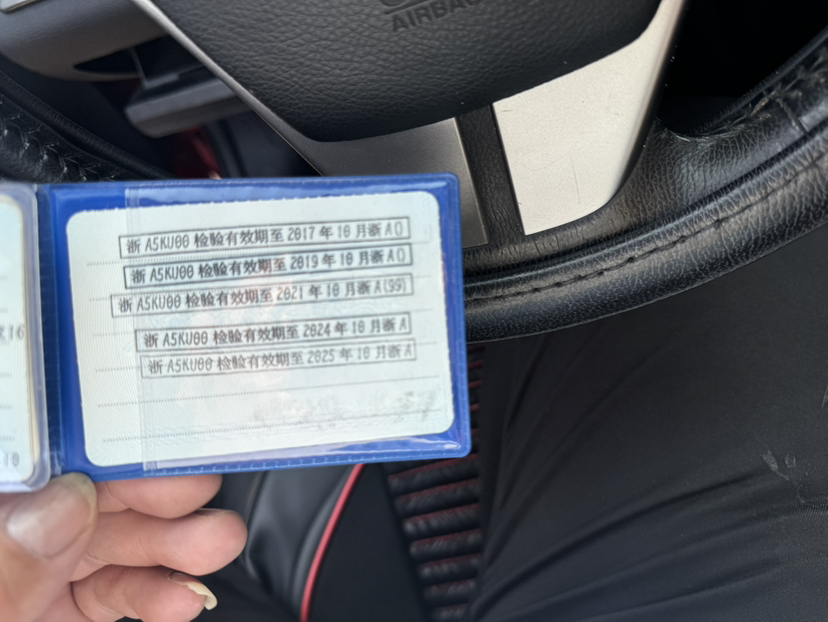 AIRBAG
浙 A5KU00 检验有效期至 2017 年 10 月浙 A()
浙 A5KU00 检验有效期至 2019 年 10 月浙 A()
浙 A5KU00 检验有效期至 2021 年 10 月浙 A(99)
浙 A5KU00 检验有效期至 2024 年 10 月浙 A
浙 A5KU00 检验有效期至 2025 年 10 月浙 A
16